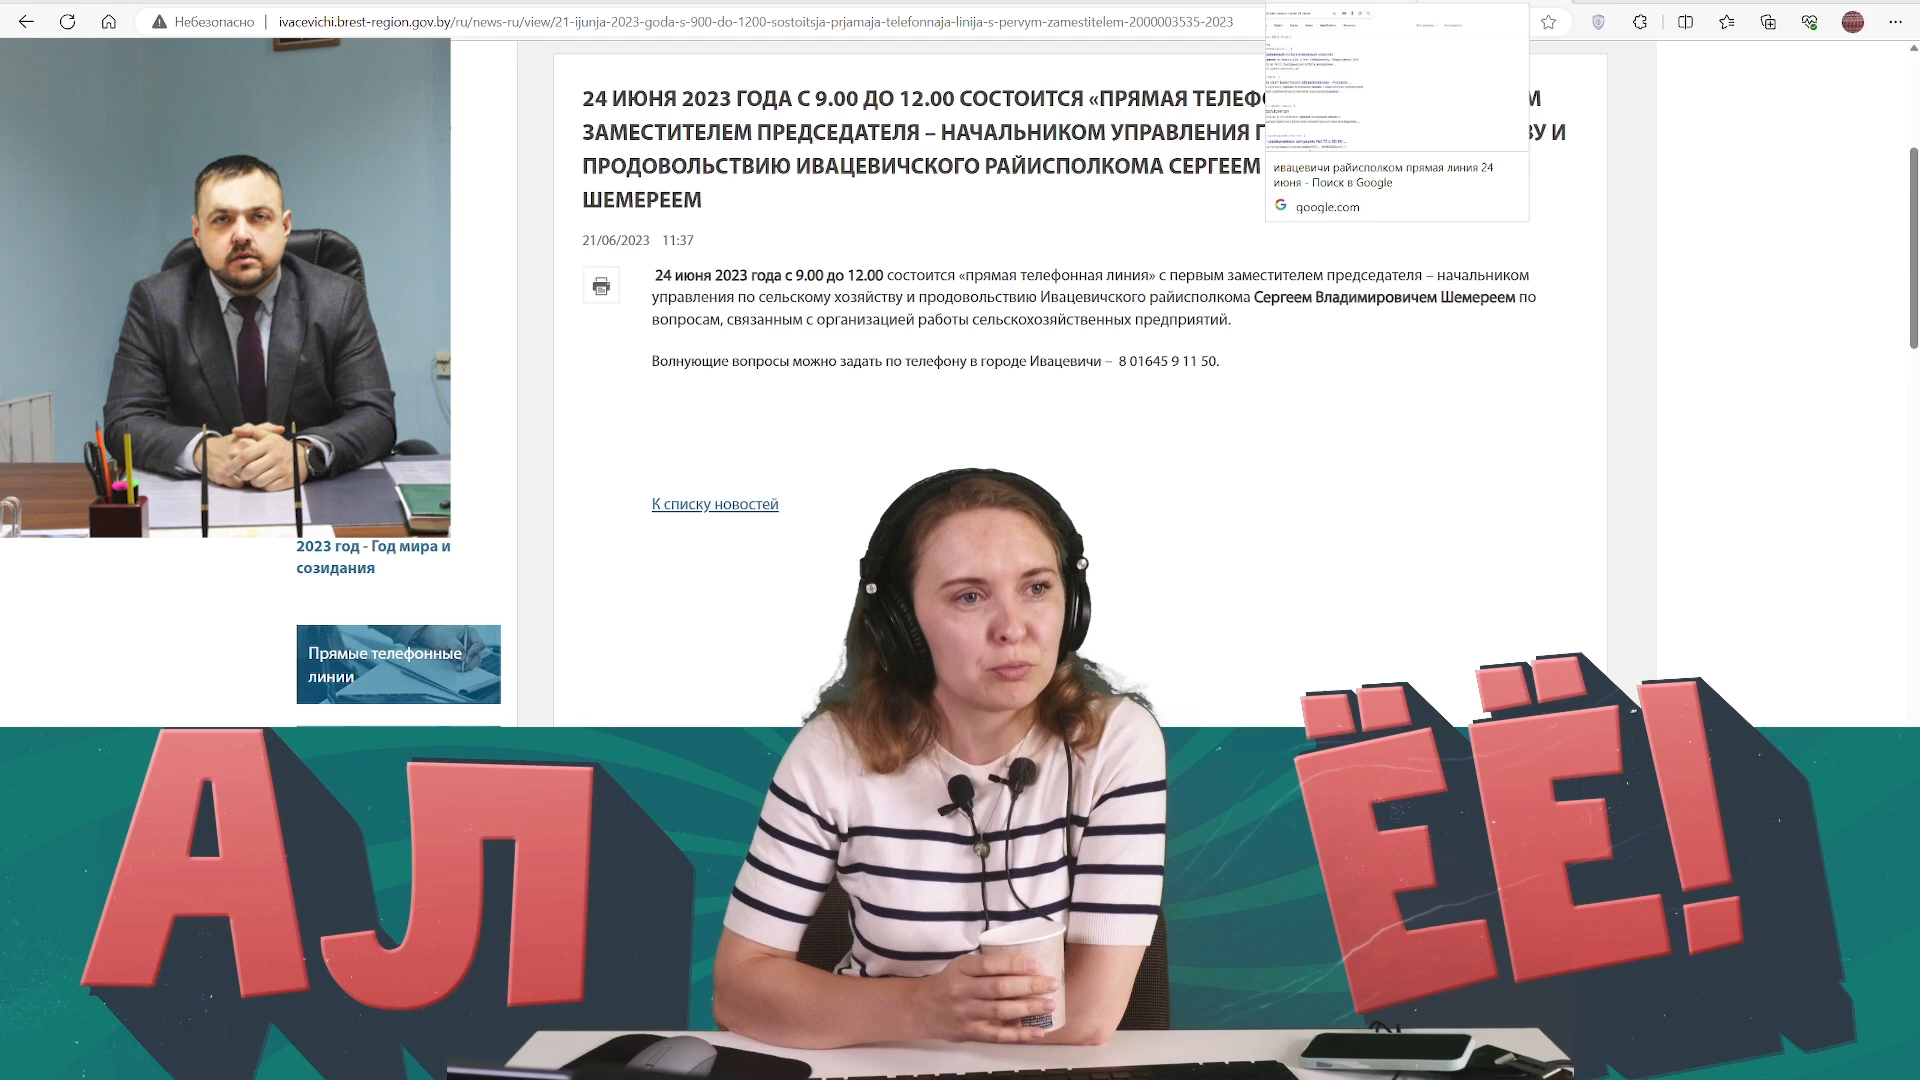 Небезопасно
ivacevichi.brest-region.gov.by/ru/news-ru/view/21-ijunja-2023-goda-s-900-do-1200-sostoitsja-prjamaja-telefonnaja-linija-s-pervym-zamestitelem-2000003535-2023
24 ИЮНЯ 2023 ГОДА С 9.00 ДО 12.00 СОСТОИТСЯ «ПРЯМАЯ
ЗАМЕСТИТЕЛЕМ ПРЕДСЕДАТЕЛЯ – НАЧАЛЬНИКОМ УПРАВЛЕНИЯ И
ПРОДОВОЛЬСТВИЮ ИВАЦЕВИЧСКОГО РАЙИСПОЛКОМА СЕРГЕЕМ
ШЕМЕРЕЕМ
ивацевичи райисполком прямая линия 24
июня - Поиск в Google
google.com
21/06/2023 11:37
24 июня 2023 года с 9.00 до 12.00 состоится «прямая телефонная линия» с первым заместителем председателя – начальником
управления по сельскому хозяйству и продовольствию Ивацевичского райисполкома Сергеем Владимировичем Шемереем по
вопросам, связанным с организацией работы сельскохозяйственных предприятий.
Волнующие вопросы можно задать по телефону в городе Ивацевичи – 8 01645 9 11 50.
К списку новостей
2023 год - Год мира и
созидания
Прямые телефонные
линии
АЛ ЁЁ!